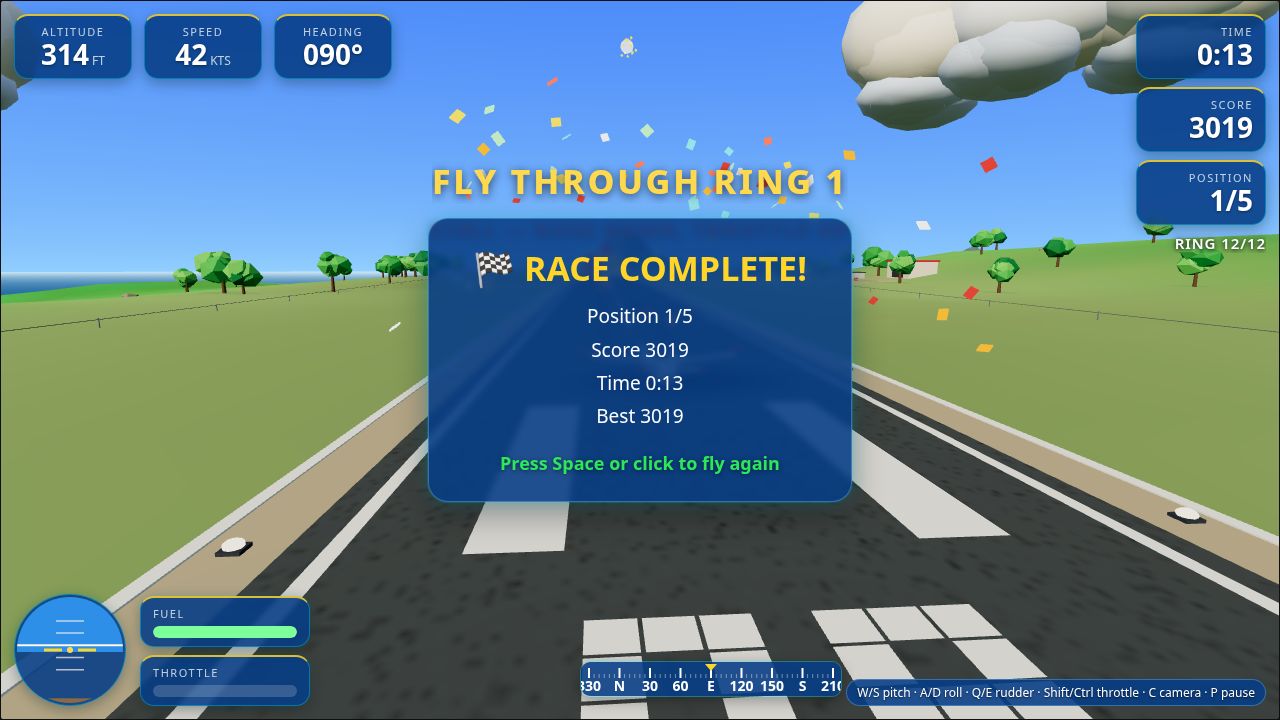 ALTITUDE
314 FT
SPEED
42 KTS
HEADING
090°
TIME
0:13
SCORE
3019
POSITION
1/5
RING 12/12
FLY THROUGH RING 1
🏁 RACE COMPLETE!
Position 1/5
Score 3019
Time 0:13
Best 3019
Press Space or click to fly again
FUEL
THROTTLE
330 N 30 60 E 120 150 S 210
W/S pitch · A/D roll · Q/E rudder · Shift/Ctrl throttle · C camera · P pause